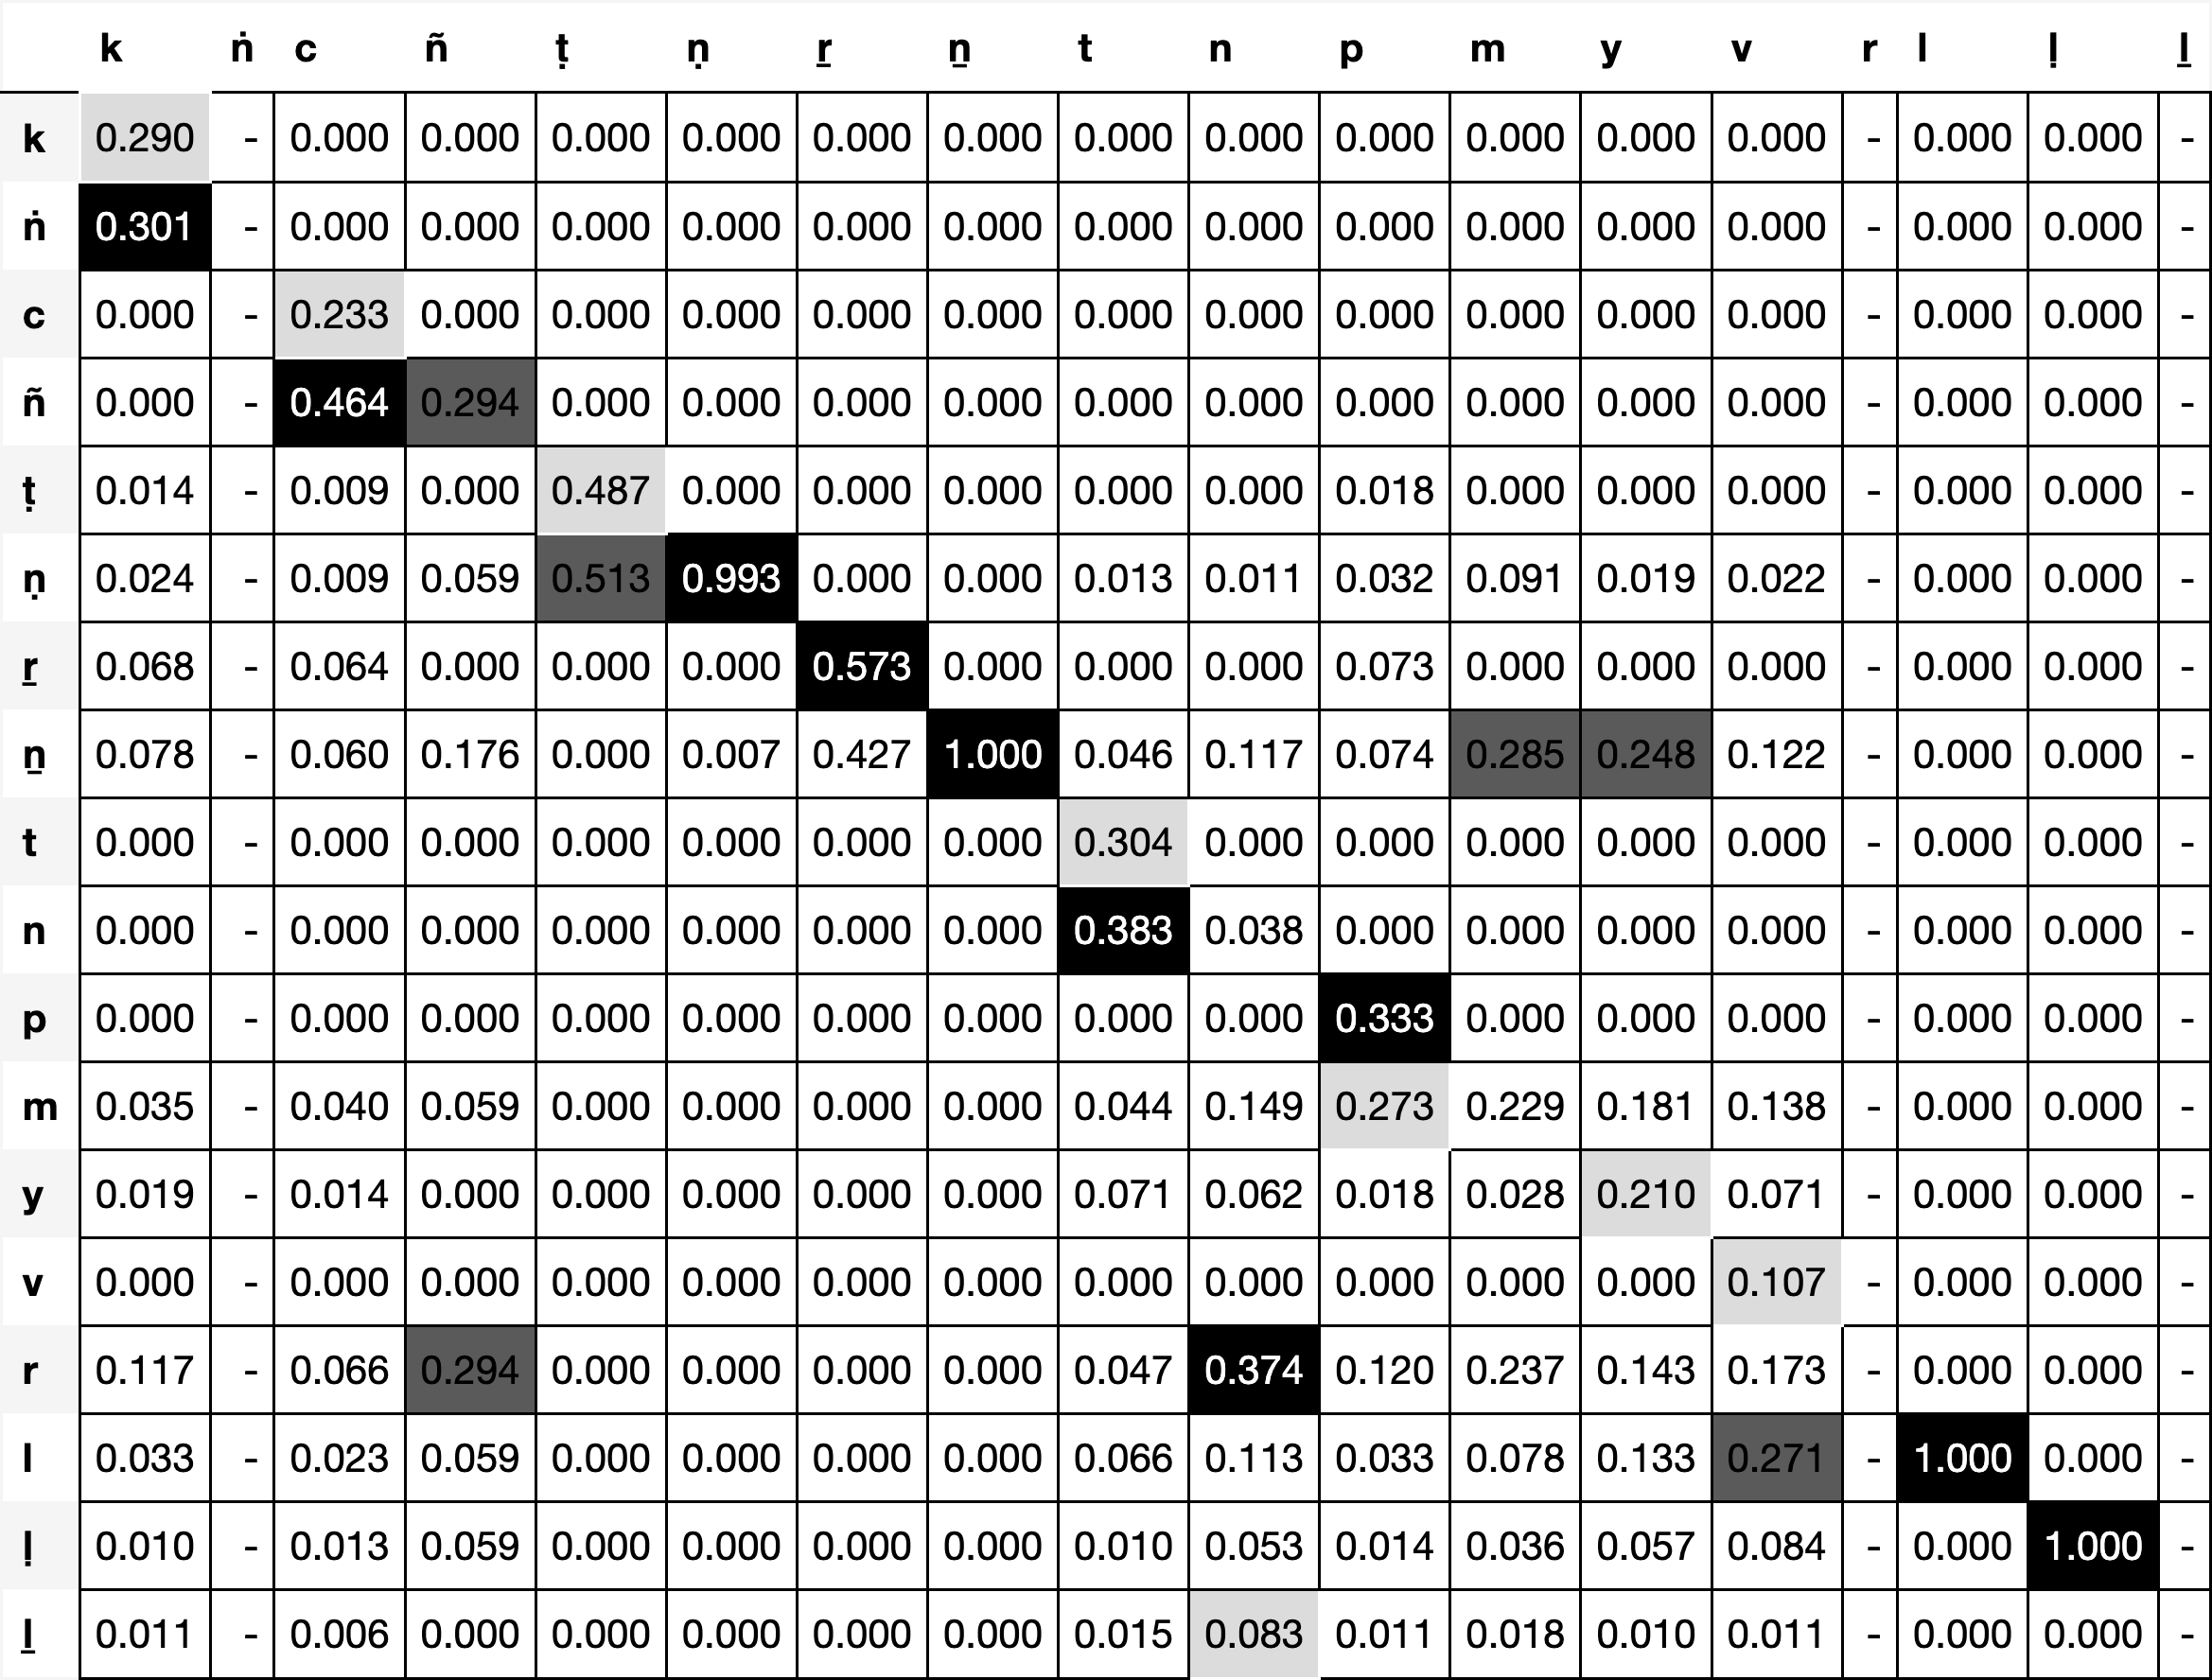 k ṅ c ñ ṭ ṇ ṟ ṉ t n p m y v r l ḷ ḻ
k 0.290 - 0.000 0.000 0.000 0.000 0.000 0.000 0.000 0.000 0.000 0.000 0.000 0.000 - 0.000 0.000 -
ṅ 0.301 - 0.000 0.000 0.000 0.000 0.000 0.000 0.000 0.000 0.000 0.000 0.000 0.000 - 0.000 0.000 -
c 0.000 - 0.233 0.000 0.000 0.000 0.000 0.000 0.000 0.000 0.000 0.000 0.000 0.000 - 0.000 0.000 -
ñ 0.000 - 0.464 0.294 0.000 0.000 0.000 0.000 0.000 0.000 0.000 0.000 0.000 0.000 - 0.000 0.000 -
ṭ 0.014 - 0.009 0.000 0.487 0.000 0.000 0.000 0.000 0.000 0.018 0.000 0.000 0.000 - 0.000 0.000 -
ṇ 0.024 - 0.009 0.059 0.513 0.993 0.000 0.000 0.013 0.011 0.032 0.091 0.019 0.022 - 0.000 0.000 -
ṟ 0.068 - 0.064 0.000 0.000 0.000 0.573 0.000 0.000 0.000 0.073 0.000 0.000 0.000 - 0.000 0.000 -
ṉ 0.078 - 0.060 0.176 0.000 0.007 0.427 1.000 0.046 0.117 0.074 0.285 0.248 0.122 - 0.000 0.000 -
t 0.000 - 0.000 0.000 0.000 0.000 0.000 0.000 0.304 0.000 0.000 0.000 0.000 0.000 - 0.000 0.000 -
n 0.000 - 0.000 0.000 0.000 0.000 0.000 0.000 0.383 0.038 0.000 0.000 0.000 0.000 - 0.000 0.000 -
p 0.000 - 0.000 0.000 0.000 0.000 0.000 0.000 0.000 0.000 0.333 0.000 0.000 0.000 - 0.000 0.000 -
m 0.035 - 0.040 0.059 0.000 0.000 0.000 0.000 0.044 0.149 0.273 0.229 0.181 0.138 - 0.000 0.000 -
y 0.019 - 0.014 0.000 0.000 0.000 0.000 0.000 0.071 0.062 0.018 0.028 0.210 0.071 - 0.000 0.000 -
v 0.000 - 0.000 0.000 0.000 0.000 0.000 0.000 0.000 0.000 0.000 0.000 0.000 0.107 - 0.000 0.000 -
r 0.117 - 0.066 0.294 0.000 0.000 0.000 0.000 0.047 0.374 0.120 0.237 0.143 0.173 - 0.000 0.000 -
l 0.033 - 0.023 0.059 0.000 0.000 0.000 0.000 0.066 0.113 0.033 0.078 0.133 0.271 - 1.000 0.000 -
ḷ 0.010 - 0.013 0.059 0.000 0.000 0.000 0.000 0.010 0.053 0.014 0.036 0.057 0.084 - 0.000 1.000 -
ḻ 0.011 - 0.006 0.000 0.000 0.000 0.000 0.000 0.015 0.083 0.011 0.018 0.010 0.011 - 0.000 0.000 -